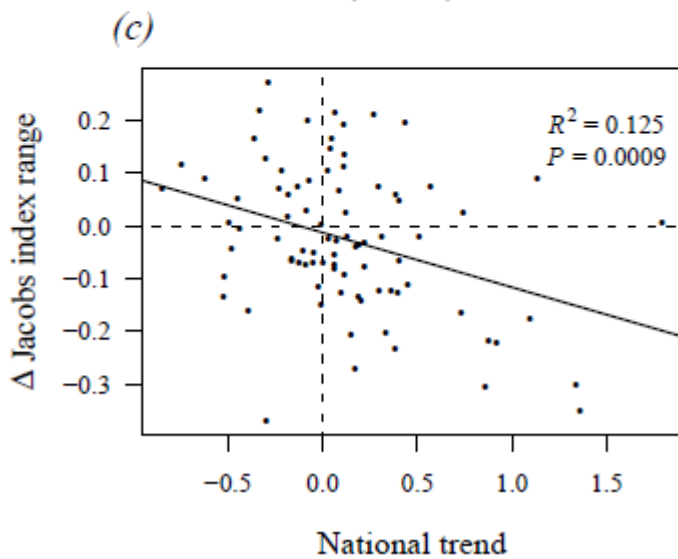 (c)
Δ Jacobs index range
0.2
0.1
0.0
−0.1
−0.2
−0.3
R² = 0.125
P = 0.0009
−0.5
0.0
0.5
1.0
1.5
National trend